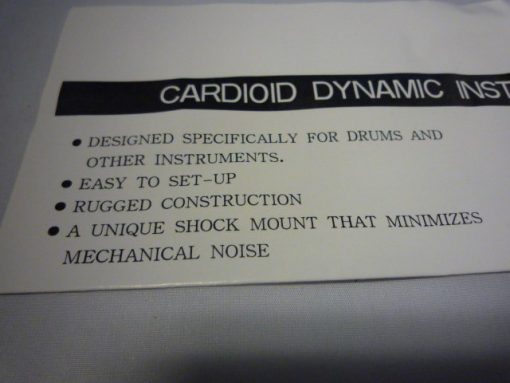 CARDIOID DYNAMIC INST
• DESIGNED SPECIFICALLY FOR DRUMS AND
OTHER INSTRUMENTS.
• EASY TO SET-UP
• RUGGED CONSTRUCTION
• A UNIQUE SHOCK MOUNT THAT MINIMIZES
MECHANICAL NOISE